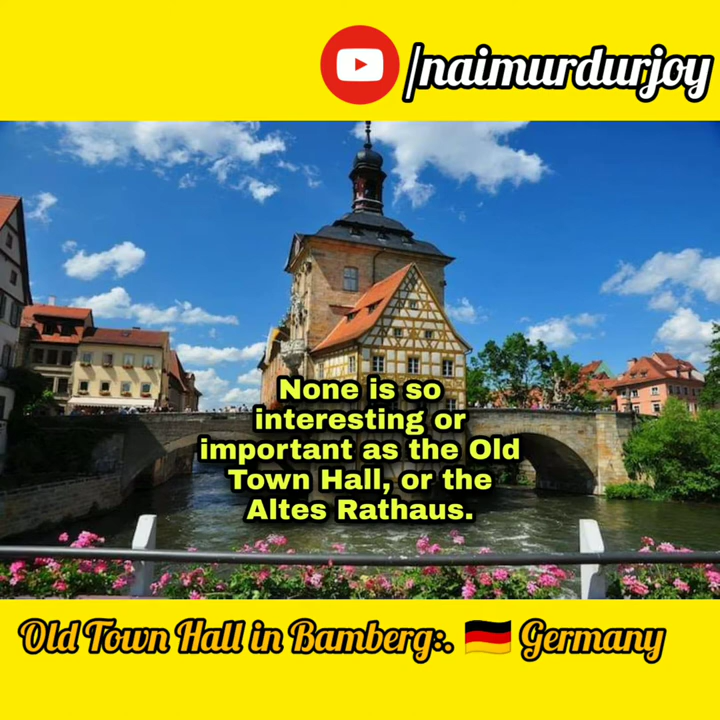 /naimurdurjoy
None is so
interesting or
important as the Old
Town Hall, or the
Altes Rathaus.
Old Town Hall in Bamberg:. 🇩🇪 Germany